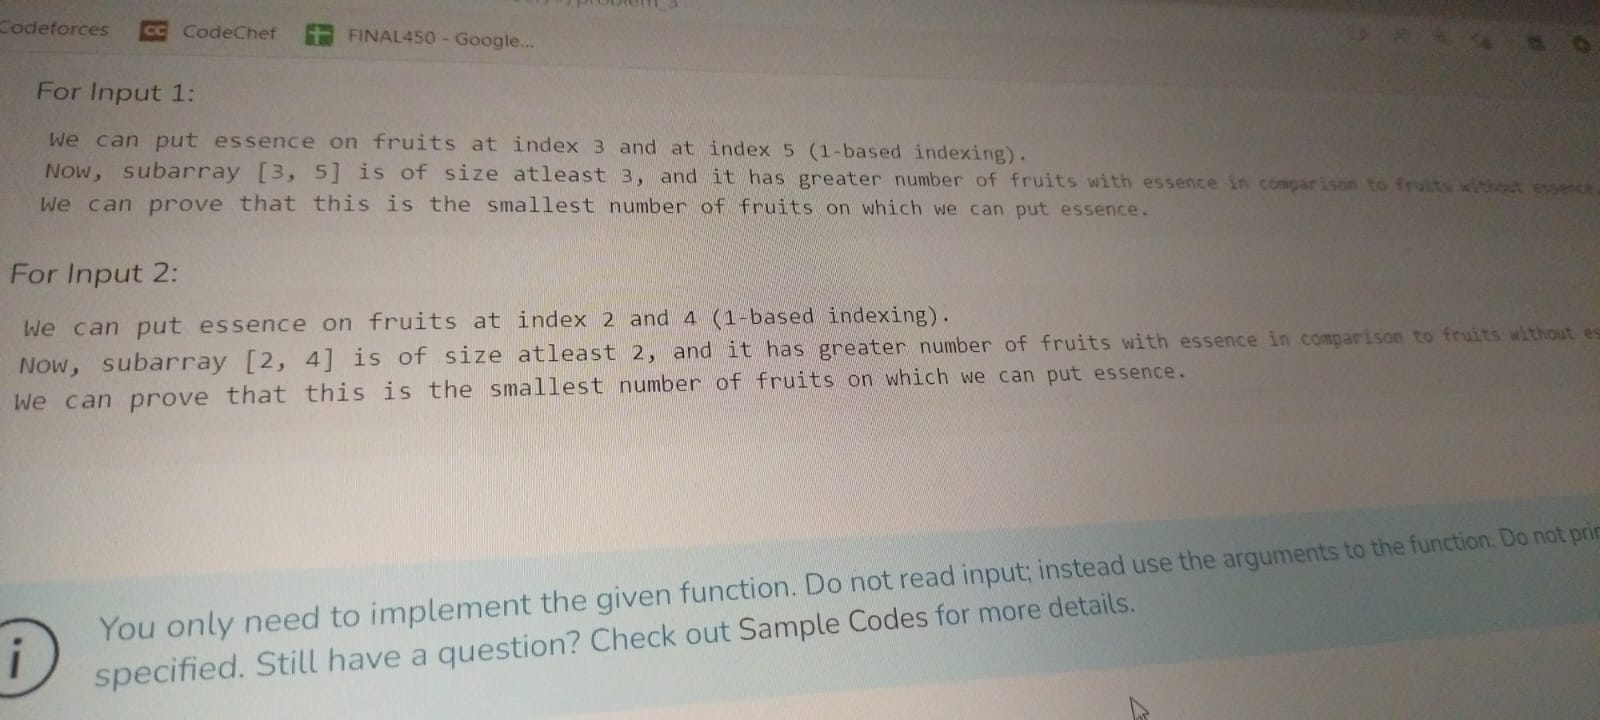 Codeforces CC CodeChef FINAL450 - Google...
For Input 1:
We can put essence on fruits at index 3 and at index 5 (1-based indexing).
Now, subarray [3, 5] is of size atleast 3, and it has greater number of fruits with essence in comparison to fruits without essence.
We can prove that this is the smallest number of fruits on which we can put essence.
For Input 2:
We can put essence on fruits at index 2 and 4 (1-based indexing).
Now, subarray [2, 4] is of size atleast 2, and it has greater number of fruits with essence in comparison to fruits without es
We can prove that this is the smallest number of fruits on which we can put essence.
i
You only need to implement the given function. Do not read input; instead use the arguments to the function. Do not prin
specified. Still have a question? Check out Sample Codes for more details.